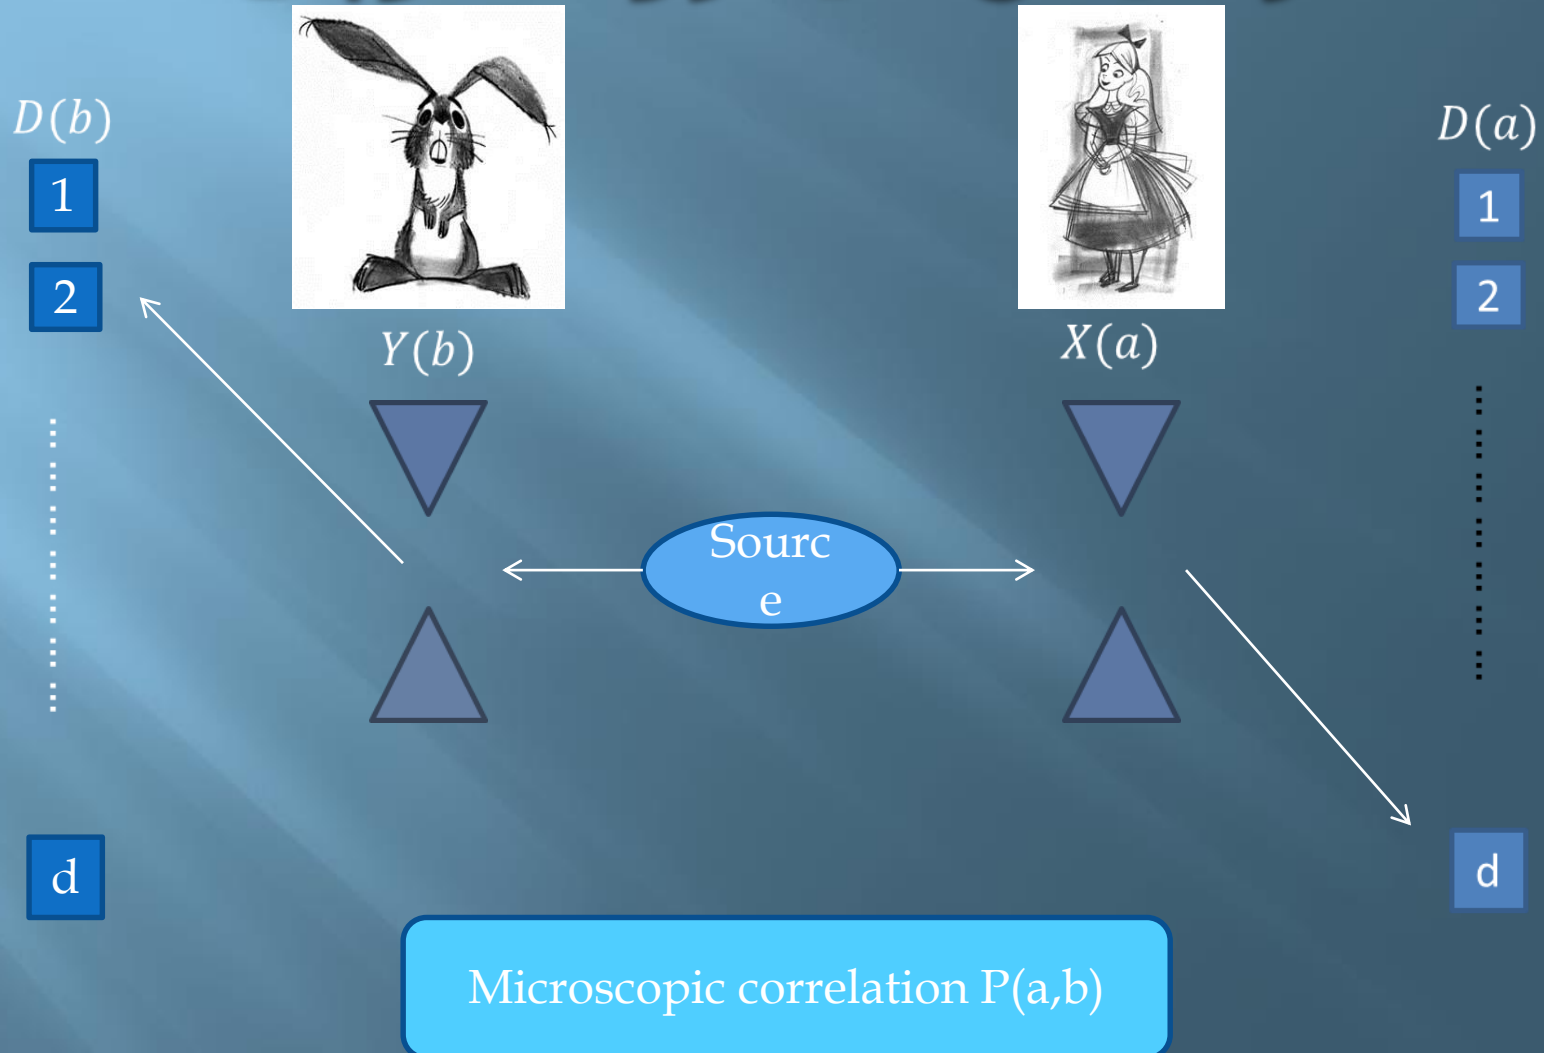 D(b)
D(a)
1
1
2
2
Y(b)
X(a)
Sourc
e
d
d
Microscopic correlation P(a,b)